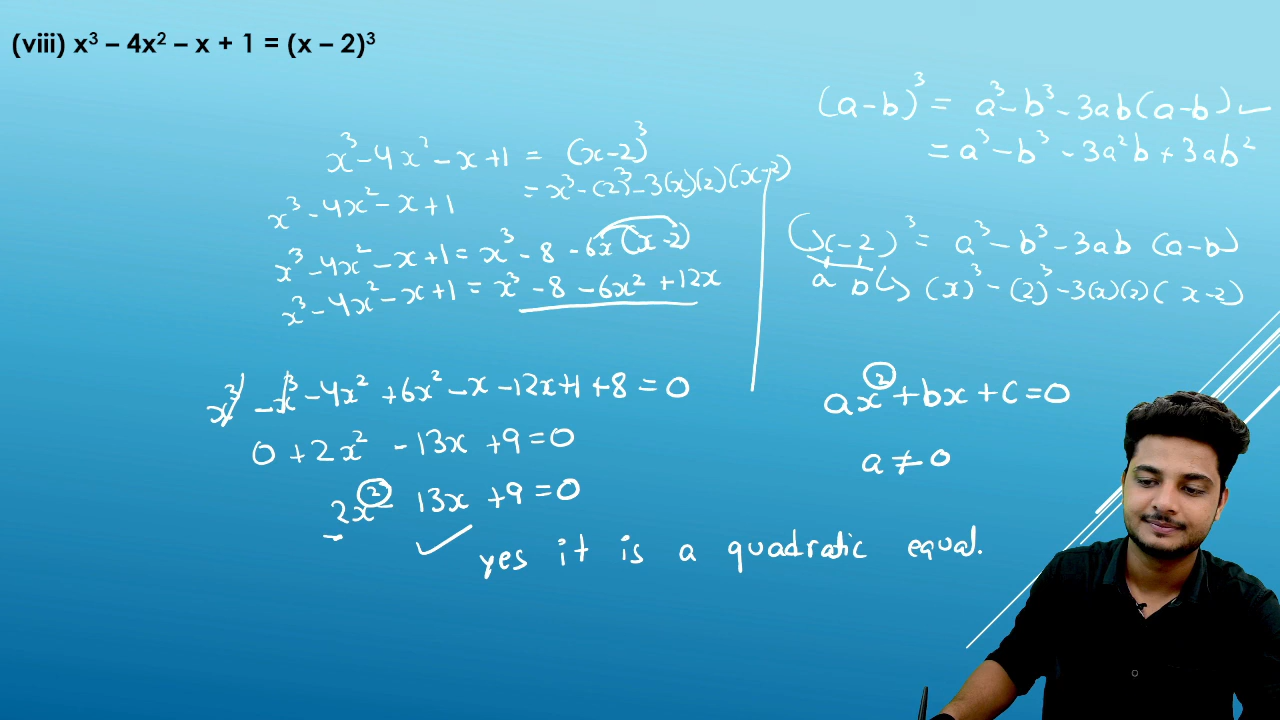 (viii) x³ – 4x² – x + 1 = (x – 2)³
x³ - 4x² - x + 1 = (x-2)³
= x³ - (2)³ - 3(x)(2)(x-2)
x³ - 4x² - x + 1
x³ - 4x² - x + 1 = x³ - 8 - 6x(x-2)
x³ - 4x² - x + 1 = x³ - 8 - 6x² + 12x
x³ - x³ - 4x² + 6x² - x - 12x + 1 + 8 = 0
0 + 2x² - 13x + 9 = 0
2x² 13x + 9 = 0
yes it is a quadratic equal.
(a-b)³ = a³ - b³ - 3ab(a-b)
= a³ - b³ - 3a²b + 3ab²
(x-2)³ = a³ - b³ - 3ab (a-b)
a b (x)³ - (2)³ - 3(x)(2)(x-2)
ax² + bx + c = 0
a ≠ 0